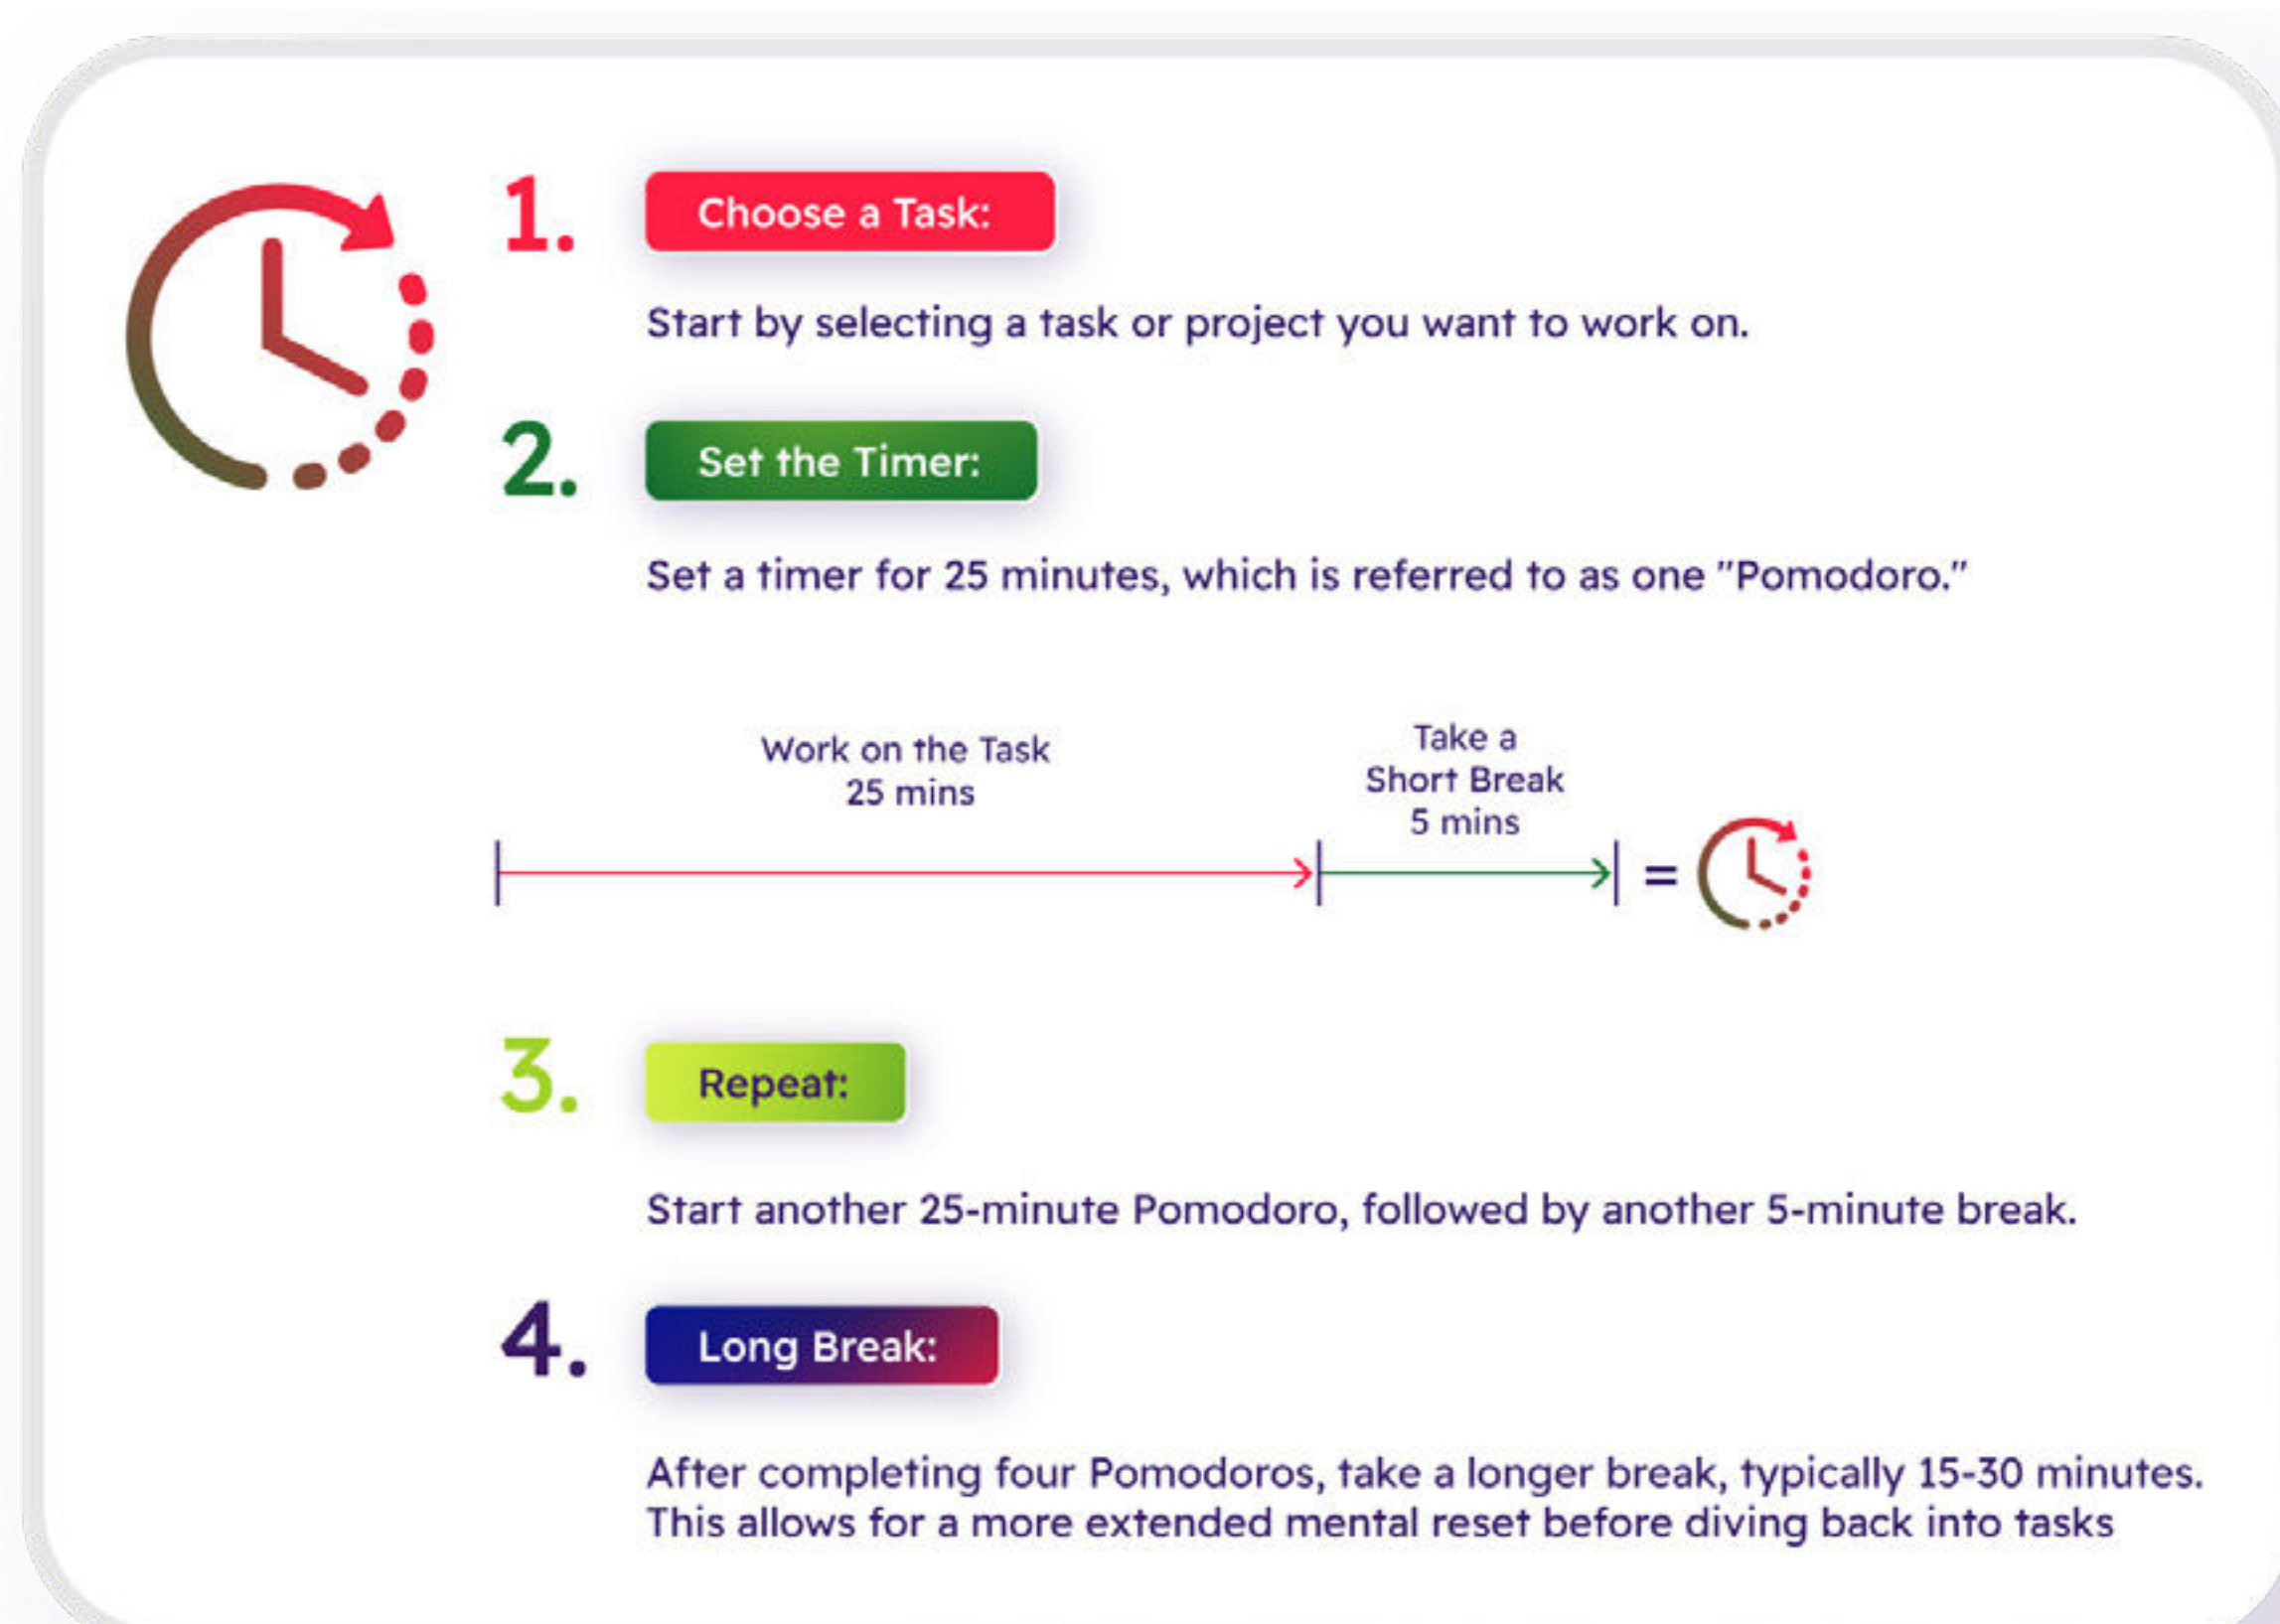 1. Choose a Task:
Start by selecting a task or project you want to work on.
2. Set the Timer:
Set a timer for 25 minutes, which is referred to as one "Pomodoro."
Work on the Task
25 mins
Take a
Short Break
5 mins
=
3. Repeat:
Start another 25-minute Pomodoro, followed by another 5-minute break.
4. Long Break:
After completing four Pomodoros, take a longer break, typically 15-30 minutes.
This allows for a more extended mental reset before diving back into tasks